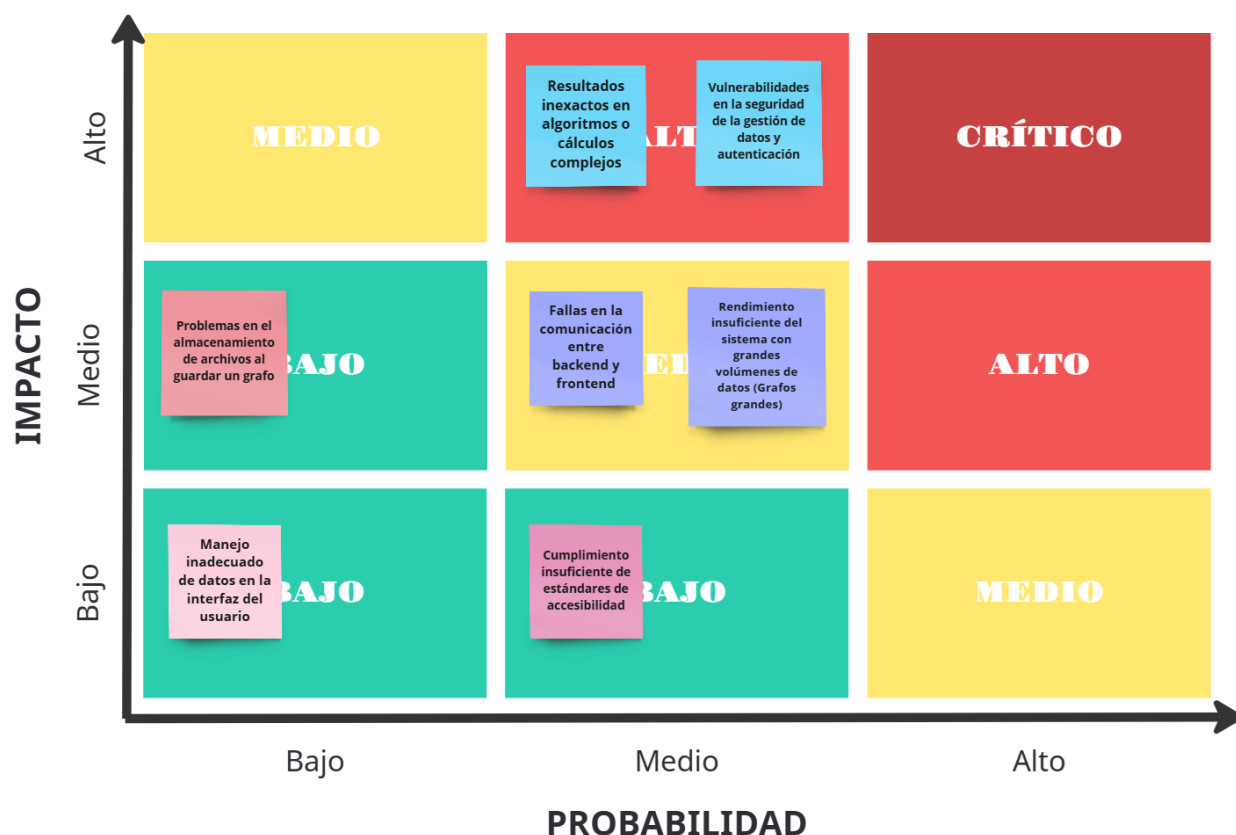 IMPACTO
Alto
MEDIO
Resultados
inexactos en
algoritmos o
cálculos
complejos
Vulnerabilidades
en la seguridad
de la gestión de
datos y
autenticación
CRÍTICO
Medio
Problemas en el
almacenamiento
de archivos al
guardar un grafo
BAJO
Fallas en la
comunicación
entre
backend y
frontend
Rendimiento
insuficiente del
sistema con
grandes
volúmenes de
datos (Grafos
grandes)
ALTO
Bajo
Manejo
inadecuado
de datos en la
interfaz del
usuario
BAJO
Cumplimiento
insuficiente de
estándares de
accesibilidad
BAJO
MEDIO
Bajo
Medio
Alto
PROBABILIDAD